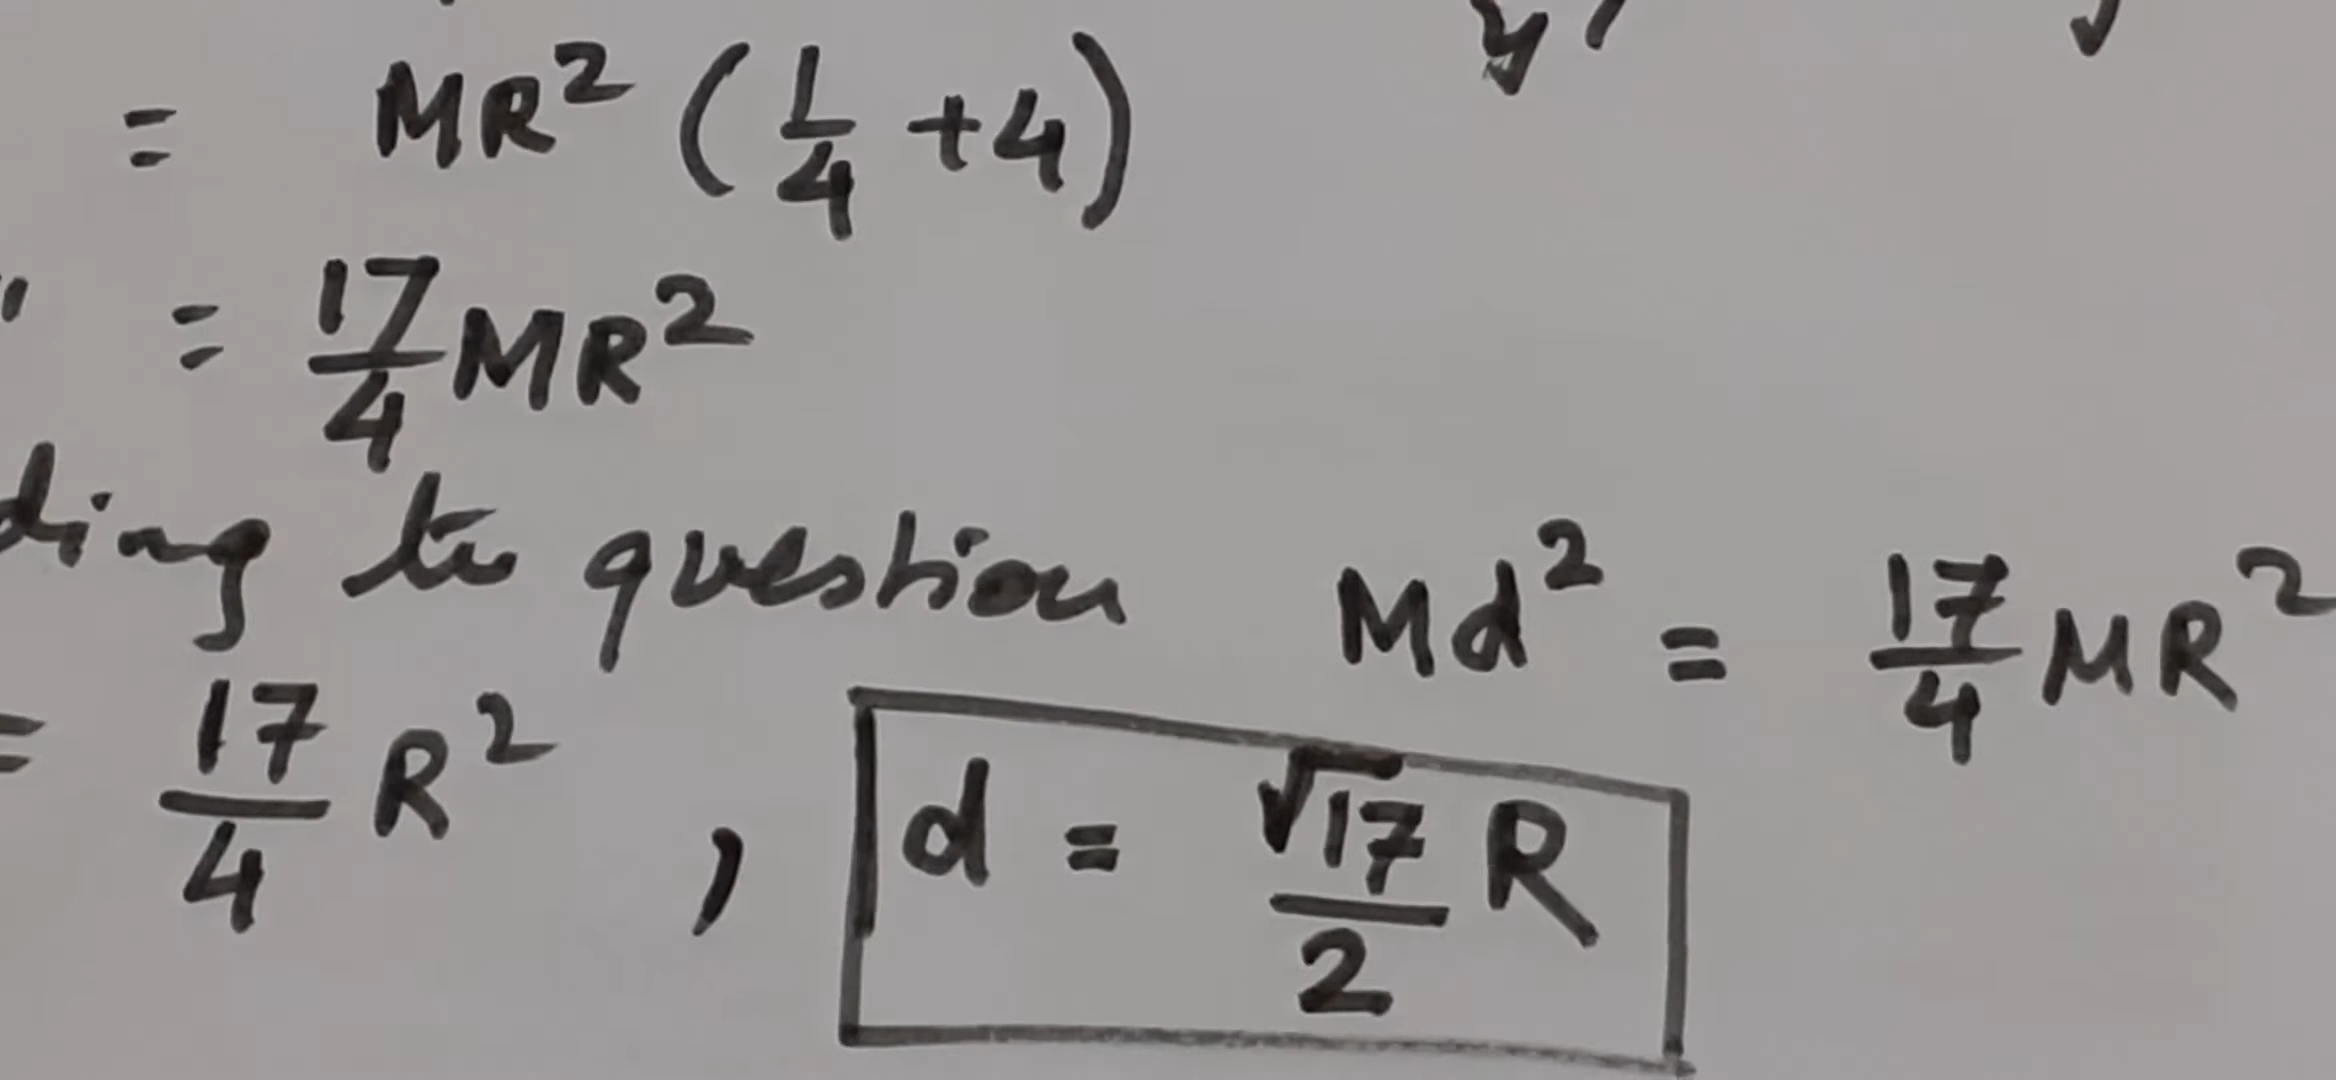 = MR² (1/4 + 4)
" = 17/4 MR²
ding to question Md² = 17/4 MR²
= 17/4 R² , d = √17/2 R